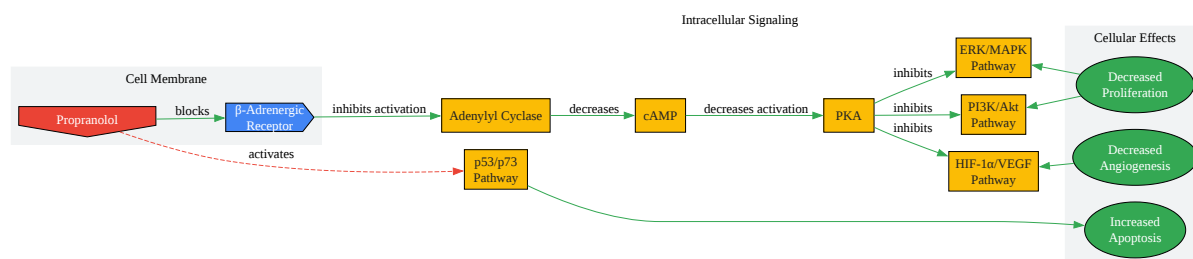 Intracellular Signaling
Cell Membrane
Propranolol
blocks
β-Adrenergic
Receptor
inhibits activation
Adenylyl Cyclase
decreases
cAMP
decreases activation
PKA
inhibits
inhibits
inhibits
ERK/MAPK
Pathway
PI3K/Akt
Pathway
HIF-1α/VEGF
Pathway
activates
p53/p73
Pathway
Cellular Effects
Decreased
Proliferation
Decreased
Angiogenesis
Increased
Apoptosis